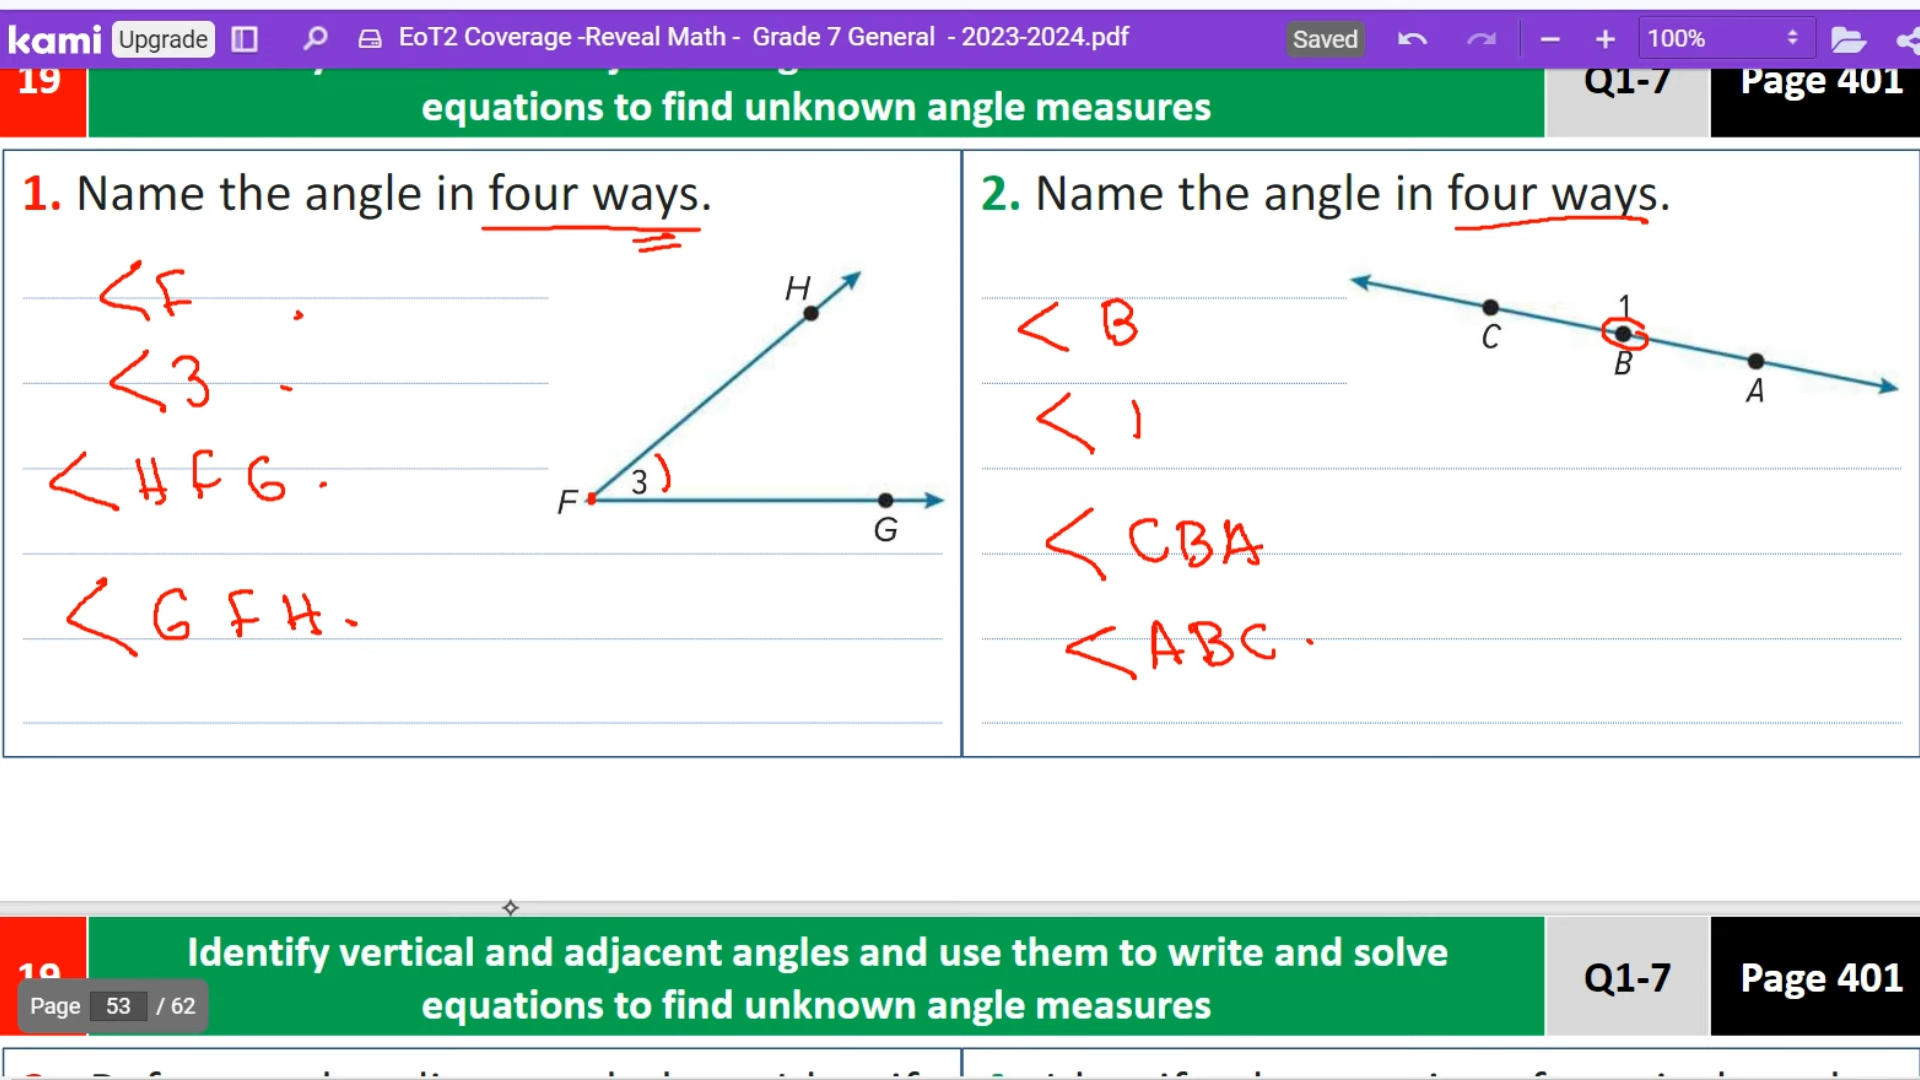 kami Upgrade EoT2 Coverage -Reveal Math - Grade 7 General - 2023-2024.pdf Saved 100%
19 equations to find unknown angle measures Q1-7 Page 401
1. Name the angle in four ways.
<F .
<3 .
<HFG.
<GFH.
H
3)
F
G
2. Name the angle in four ways.
<B
<1
<CBA
<ABC.
1
C
B
A
19 Identify vertical and adjacent angles and use them to write and solve
equations to find unknown angle measures
Q1-7 Page 401
Page 53 / 62